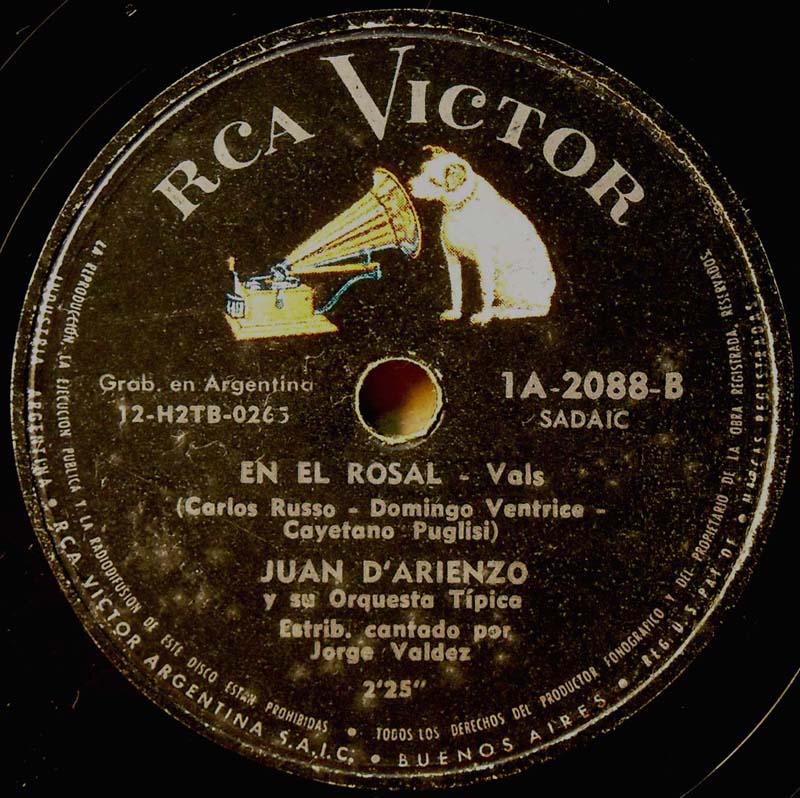 RCA VICTOR
Grab. en Argentina
12-H2TB-0263
1A-2088-B
SADAIC
EN EL ROSAL - Vals
(Carlos Russo - Domingo Ventrice -
Cayetano Puglisi)
JUAN D'ARIENZO
y su Orquesta Típica
Estrib. cantado por
Jorge Valdez
2'25"
LA REPRODUCCION, LA EJECUCION PUBLICA Y LA RADIODIFUSION DE ESTE DISCO ESTAN PROHIBIDAS • TODOS LOS DERECHOS DEL PRODUCTOR FONOGRAFICO Y DEL PROPIETARIO DE LA OBRA REGISTRADA, RESERVADOS.
INDUSTRIA ARGENTINA • RCA VICTOR ARGENTINA S.A.I.C. • BUENOS AIRES • REG. U.S. PAT. OF. • MARCAS REGISTRADAS